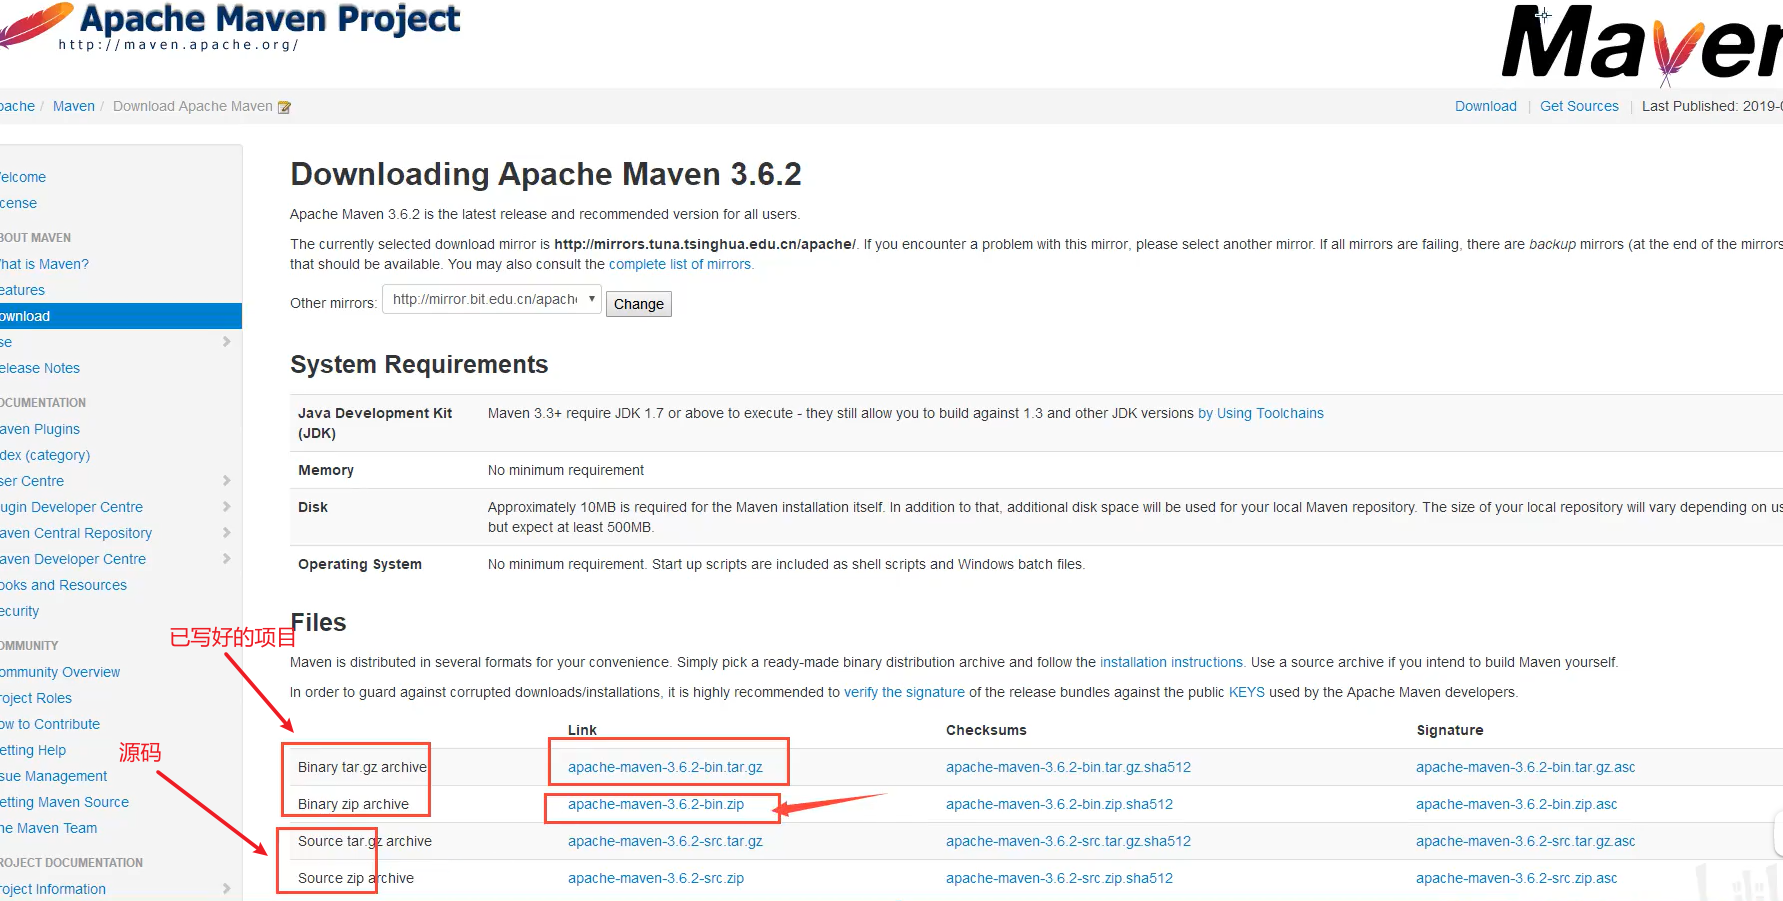 Apache Maven Project
http://maven.apache.org/
Maven
pache / Maven / Download Apache Maven
Download | Get Sources | Last Published: 2019-0
elcome
cense
BOUT MAVEN
hat is Maven?
eatures
ownload
se
elease Notes
OCUMENTATION
aven Plugins
dex (category)
ser Centre
lugin Developer Centre
aven Central Repository
aven Developer Centre
ooks and Resources
ecurity
OMMUNITY
ommunity Overview
roject Roles
ow to Contribute
etting Help
sue Management
etting Maven Source
he Maven Team
ROJECT DOCUMENTATION
roject Information
Downloading Apache Maven 3.6.2
Apache Maven 3.6.2 is the latest release and recommended version for all users.
The currently selected download mirror is http://mirrors.tuna.tsinghua.edu.cn/apache/. If you encounter a problem with this mirror, please select another mirror. If all mirrors are failing, there are backup mirrors (at the end of the mirrors
that should be available. You may also consult the complete list of mirrors.
Other mirrors: http://mirror.bit.edu.cn/apach Change
System Requirements
Java Development Kit (JDK) Maven 3.3+ require JDK 1.7 or above to execute - they still allow you to build against 1.3 and other JDK versions by Using Toolchains
Memory No minimum requirement
Disk Approximately 10MB is required for the Maven installation itself. In addition to that, additional disk space will be used for your local Maven repository. The size of your local repository will vary depending on us
but expect at least 500MB.
Operating System No minimum requirement. Start up scripts are included as shell scripts and Windows batch files.
Files
已写好的项目
Maven is distributed in several formats for your convenience. Simply pick a ready-made binary distribution archive and follow the installation instructions. Use a source archive if you intend to build Maven yourself.
In order to guard against corrupted downloads/installations, it is highly recommended to verify the signature of the release bundles against the public KEYS used by the Apache Maven developers.
源码
Link Checksums Signature
Binary tar.gz archive apache-maven-3.6.2-bin.tar.gz apache-maven-3.6.2-bin.tar.gz.sha512 apache-maven-3.6.2-bin.tar.gz.asc
Binary zip archive apache-maven-3.6.2-bin.zip apache-maven-3.6.2-bin.zip.sha512 apache-maven-3.6.2-bin.zip.asc
Source tar.gz archive apache-maven-3.6.2-src.tar.gz apache-maven-3.6.2-src.tar.gz.sha512 apache-maven-3.6.2-src.tar.gz.asc
Source zip archive apache-maven-3.6.2-src.zip apache-maven-3.6.2-src.zip.sha512 apache-maven-3.6.2-src.zip.asc